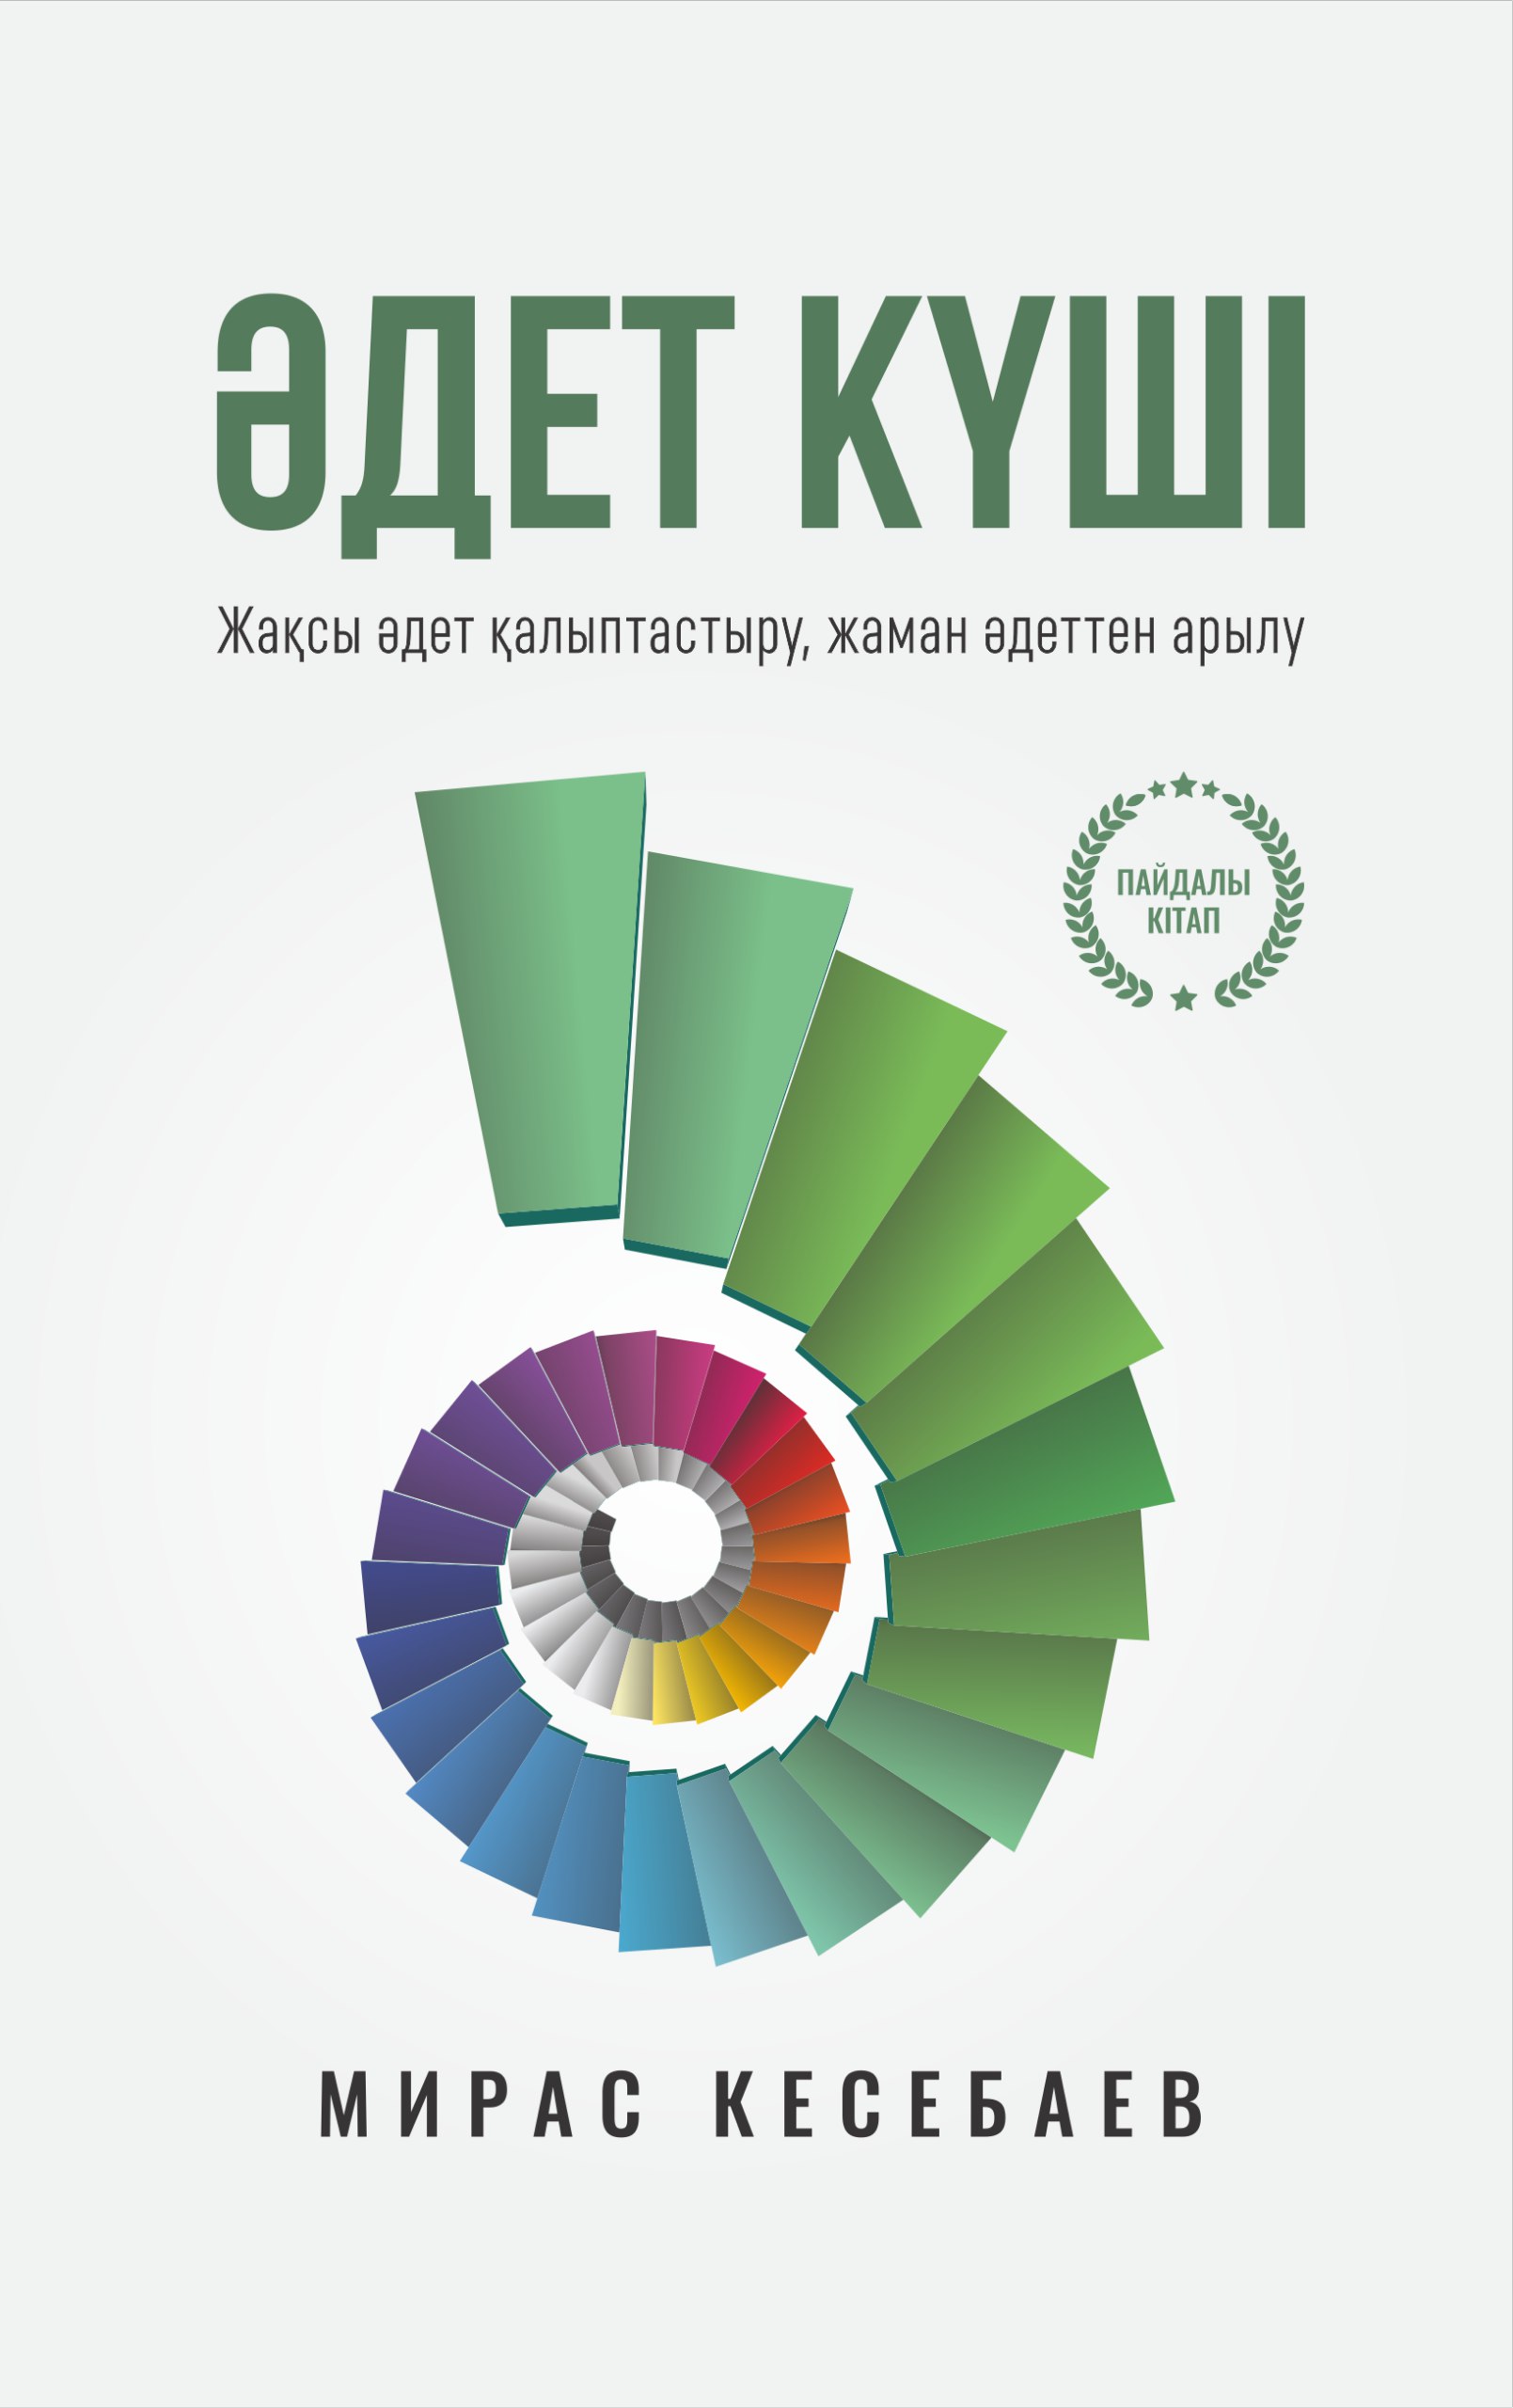 ӘДЕТ КҮШІ
Жақсы әдет қалыптастыру, жаман әдеттен арылу
ПАЙДАЛЫ
КІТАП
МИРАС КЕСЕБАЕВ